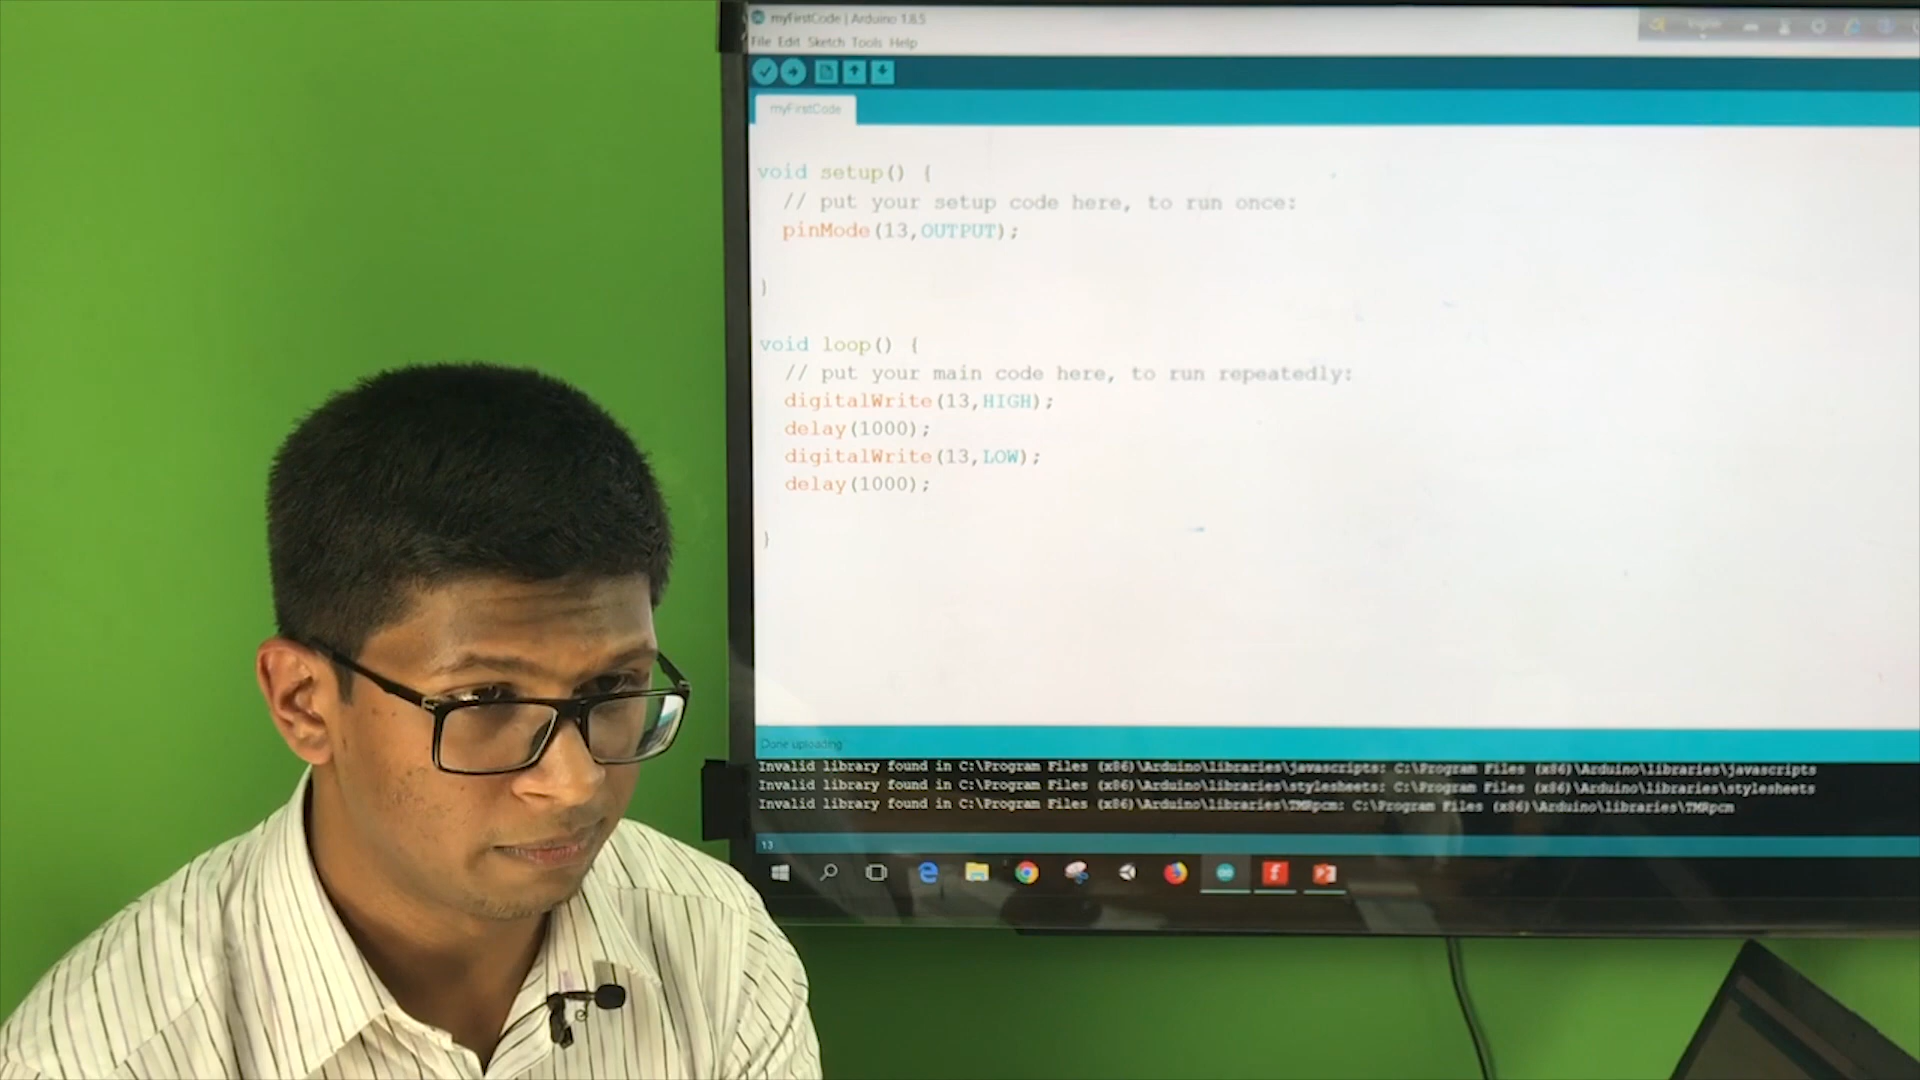 myFirstCode | Arduino 1.8.5
File Edit Sketch Tools Help
myFirstCode
void setup() {
// put your setup code here, to run once:
pinMode(13,OUTPUT);
}
void loop() {
// put your main code here, to run repeatedly:
digitalWrite(13,HIGH);
delay(1000);
digitalWrite(13,LOW);
delay(1000);
}
Done uploading
Invalid library found in C:\Program Files (x86)\Arduino\libraries\javascripts: C:\Program Files (x86)\Arduino\libraries\javascripts
Invalid library found in C:\Program Files (x86)\Arduino\libraries\stylesheets: C:\Program Files (x86)\Arduino\libraries\stylesheets
Invalid library found in C:\Program Files (x86)\Arduino\libraries\TMRpcm: C:\Program Files (x86)\Arduino\libraries\TMRpcm
13